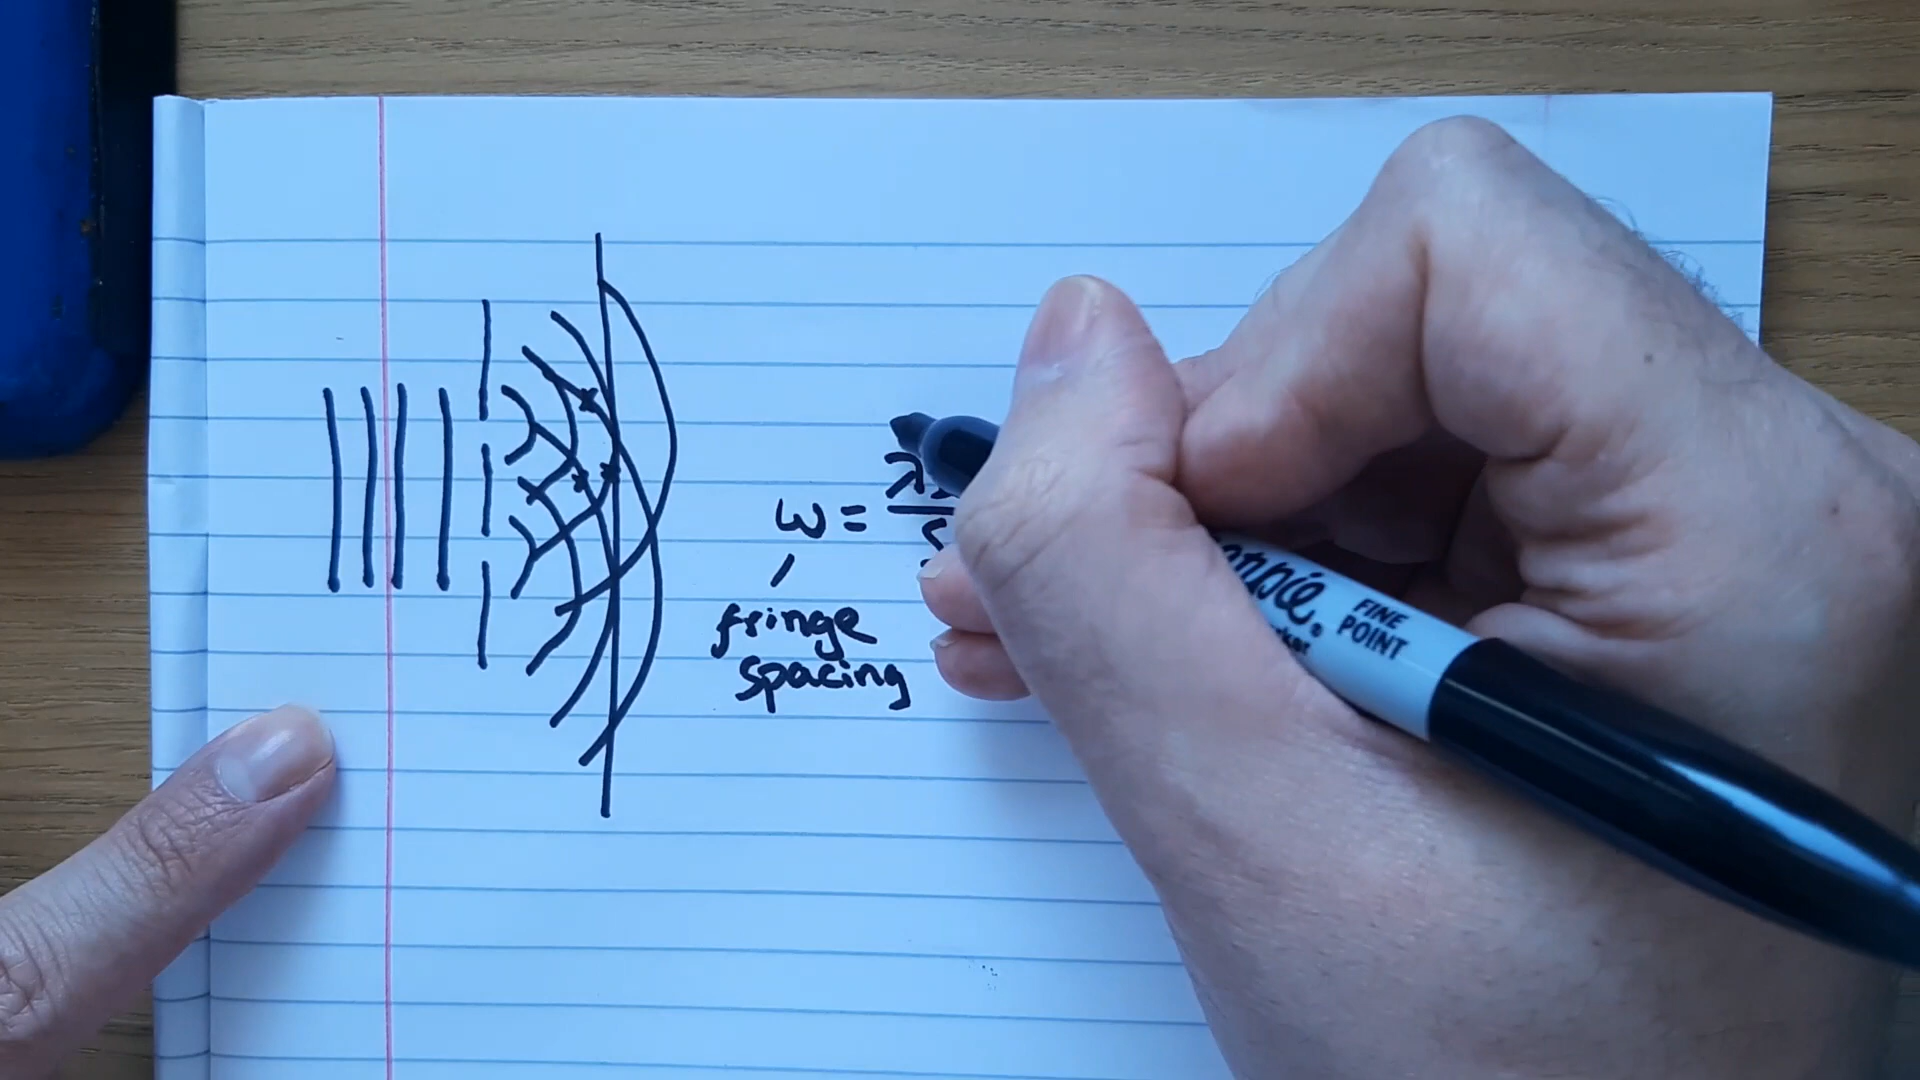 w = λ
fringe
spacing
FINE
POINT